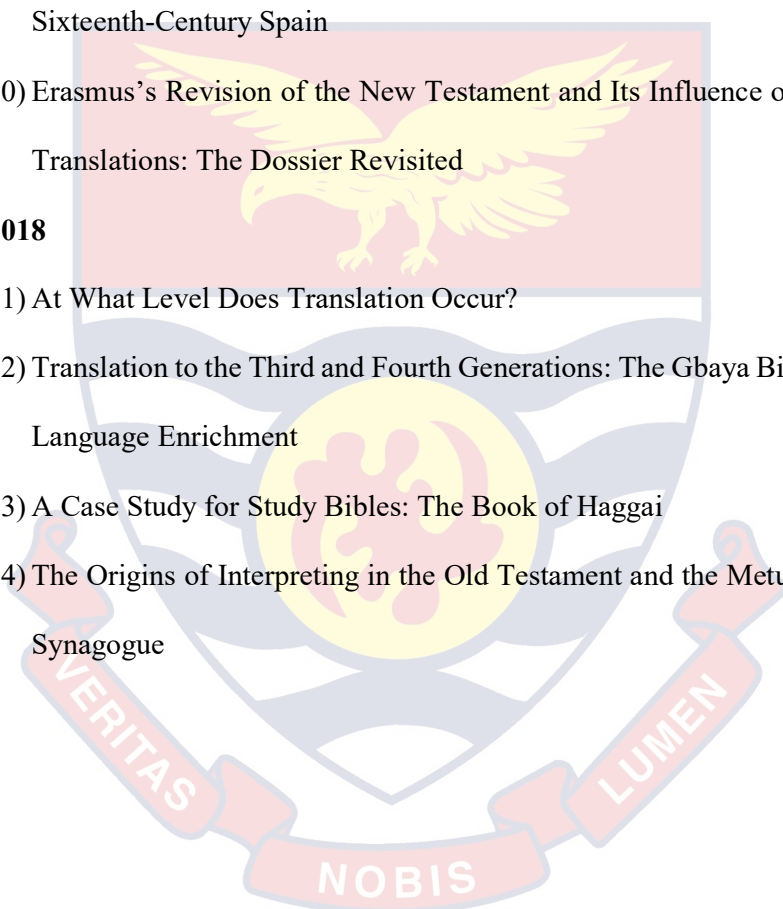 Sixteenth-Century Spain
0) Erasmus’s Revision of the New Testament and Its Influence o
Translations: The Dossier Revisited
018
1) At What Level Does Translation Occur?
2) Translation to the Third and Fourth Generations: The Gbaya Bi
Language Enrichment
3) A Case Study for Study Bibles: The Book of Haggai
4) The Origins of Interpreting in the Old Testament and the Metu
Synagogue
VERITAS
NOBIS
LUMEN